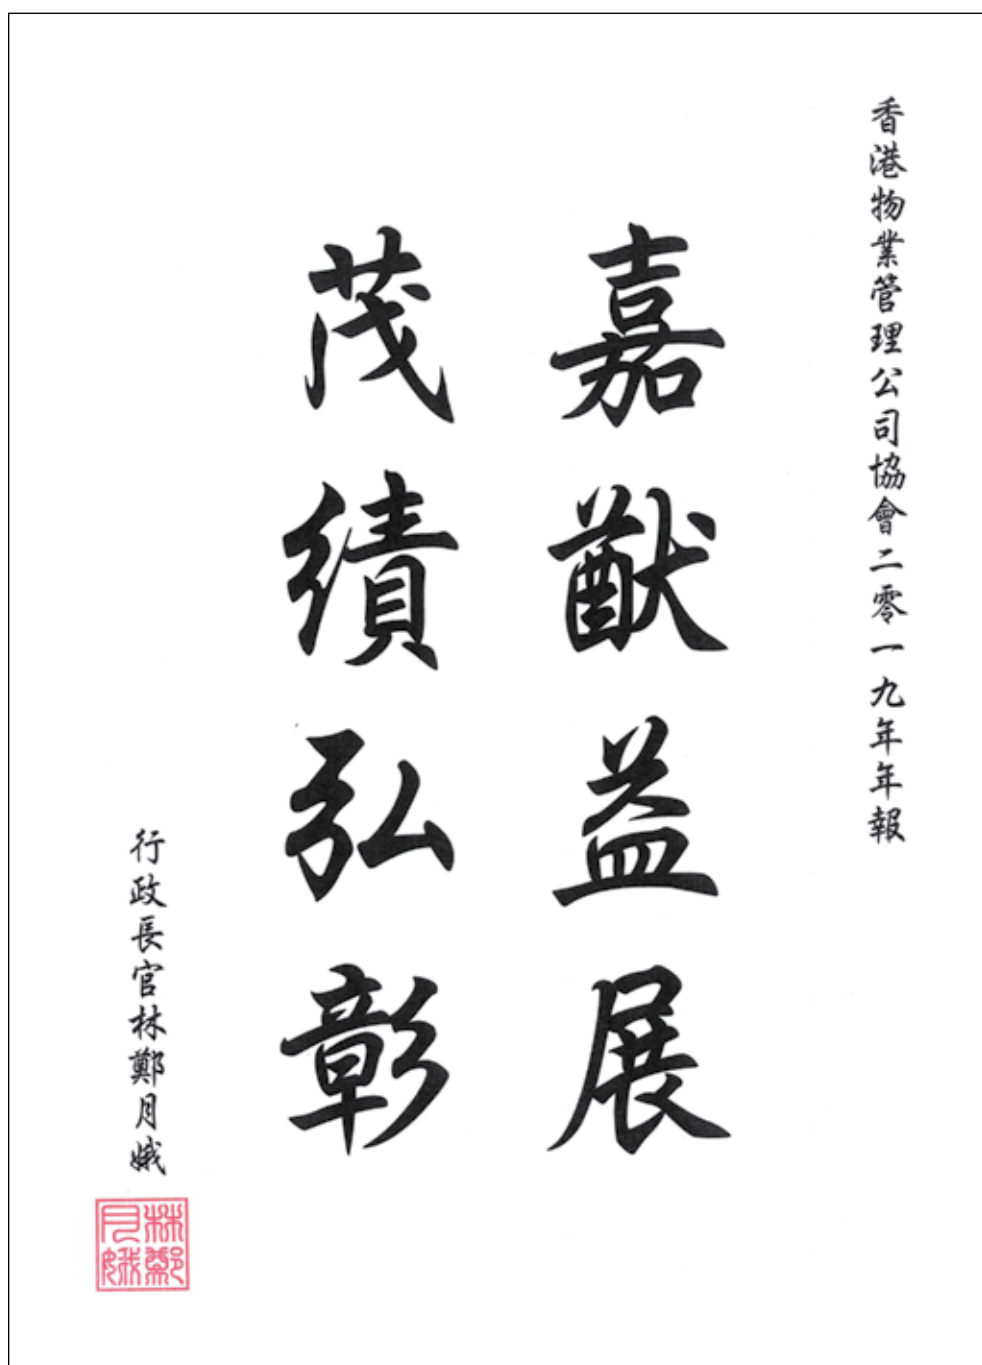 香港物業管理公司協會二零一九年年報
嘉猷益展
茂績弘彰
行政長官林鄭月娥
林鄭
月娥